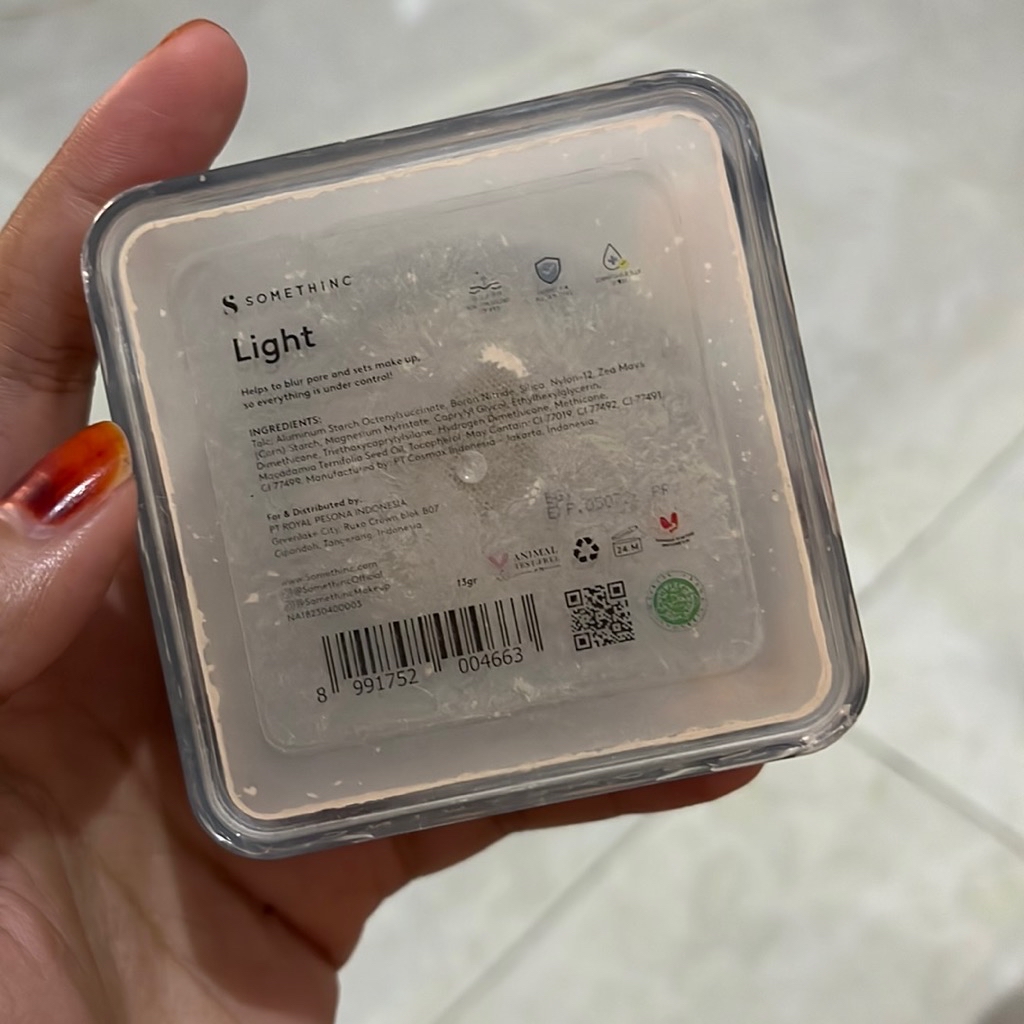 SOMETHINC
Light
Helps to blur pore and sets make up,
so everything is under control!
INGREDIENTS:
Talc, Aluminum Starch Octenylsuccinate, Boron Nitride, Silica, Nylon-12, Zea Mays
(Corn) Starch, Magnesium Myristate, Caprylyl Glycol, Ethylhexylglycerin,
Dimethicone, Triethoxycaprylylsilane, Hydrogen Dimethicone, Methicone,
Macadamia Ternifolia Seed Oil, Tocopherol. May Contain: CI 77019, CI 77492, CI 77491,
CI 77499. Manufactured by: PT Cosmax Indonesia - Jakarta, Indonesia.
For & Distributed by:
PT ROYAL PESONA INDONESIA
Greenlake City, Ruko Crown blok B07
Cipondoh, Tangerang, Indonesia
www.Somethinc.com
@SomethincOfficial
@SomethincMakeup
NA18230400003
13gr
ANIMAL
TEST-FREE
24 M
8 991752 004663